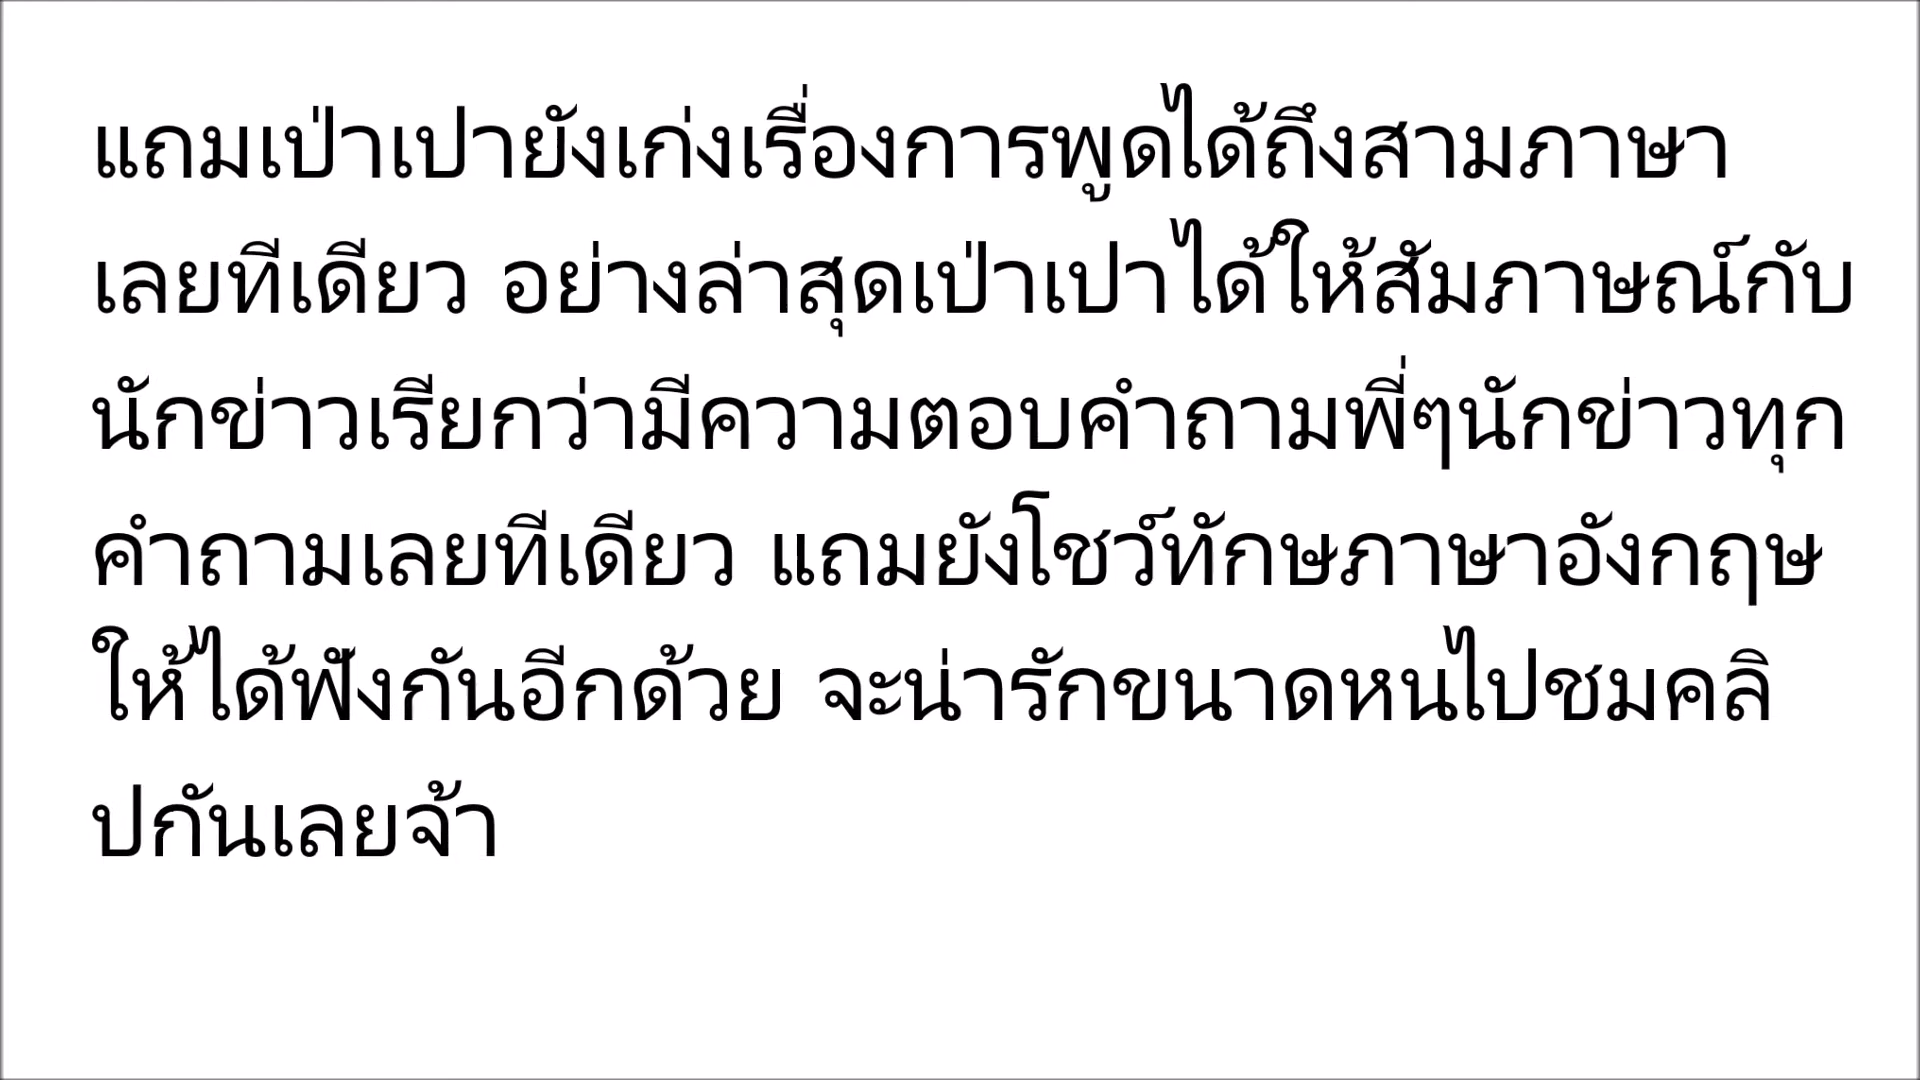 แถมเป่าเปายังเก่งเรื่องการพูดได้ถึงสามภาษา
เลยทีเดียว อย่างล่าสุดเป่าเปาได้ให้สัมภาษณ์กับ
นักข่าวเรียกว่ามีความตอบคำถามพี่ๆนักข่าวทุก
คำถามเลยทีเดียว แถมยังโชว์ทักษภาษาอังกฤษ
ให้ได้ฟังกันอีกด้วย จะน่ารักขนาดหนไปชมคลิ
ปกันเลยจ้า